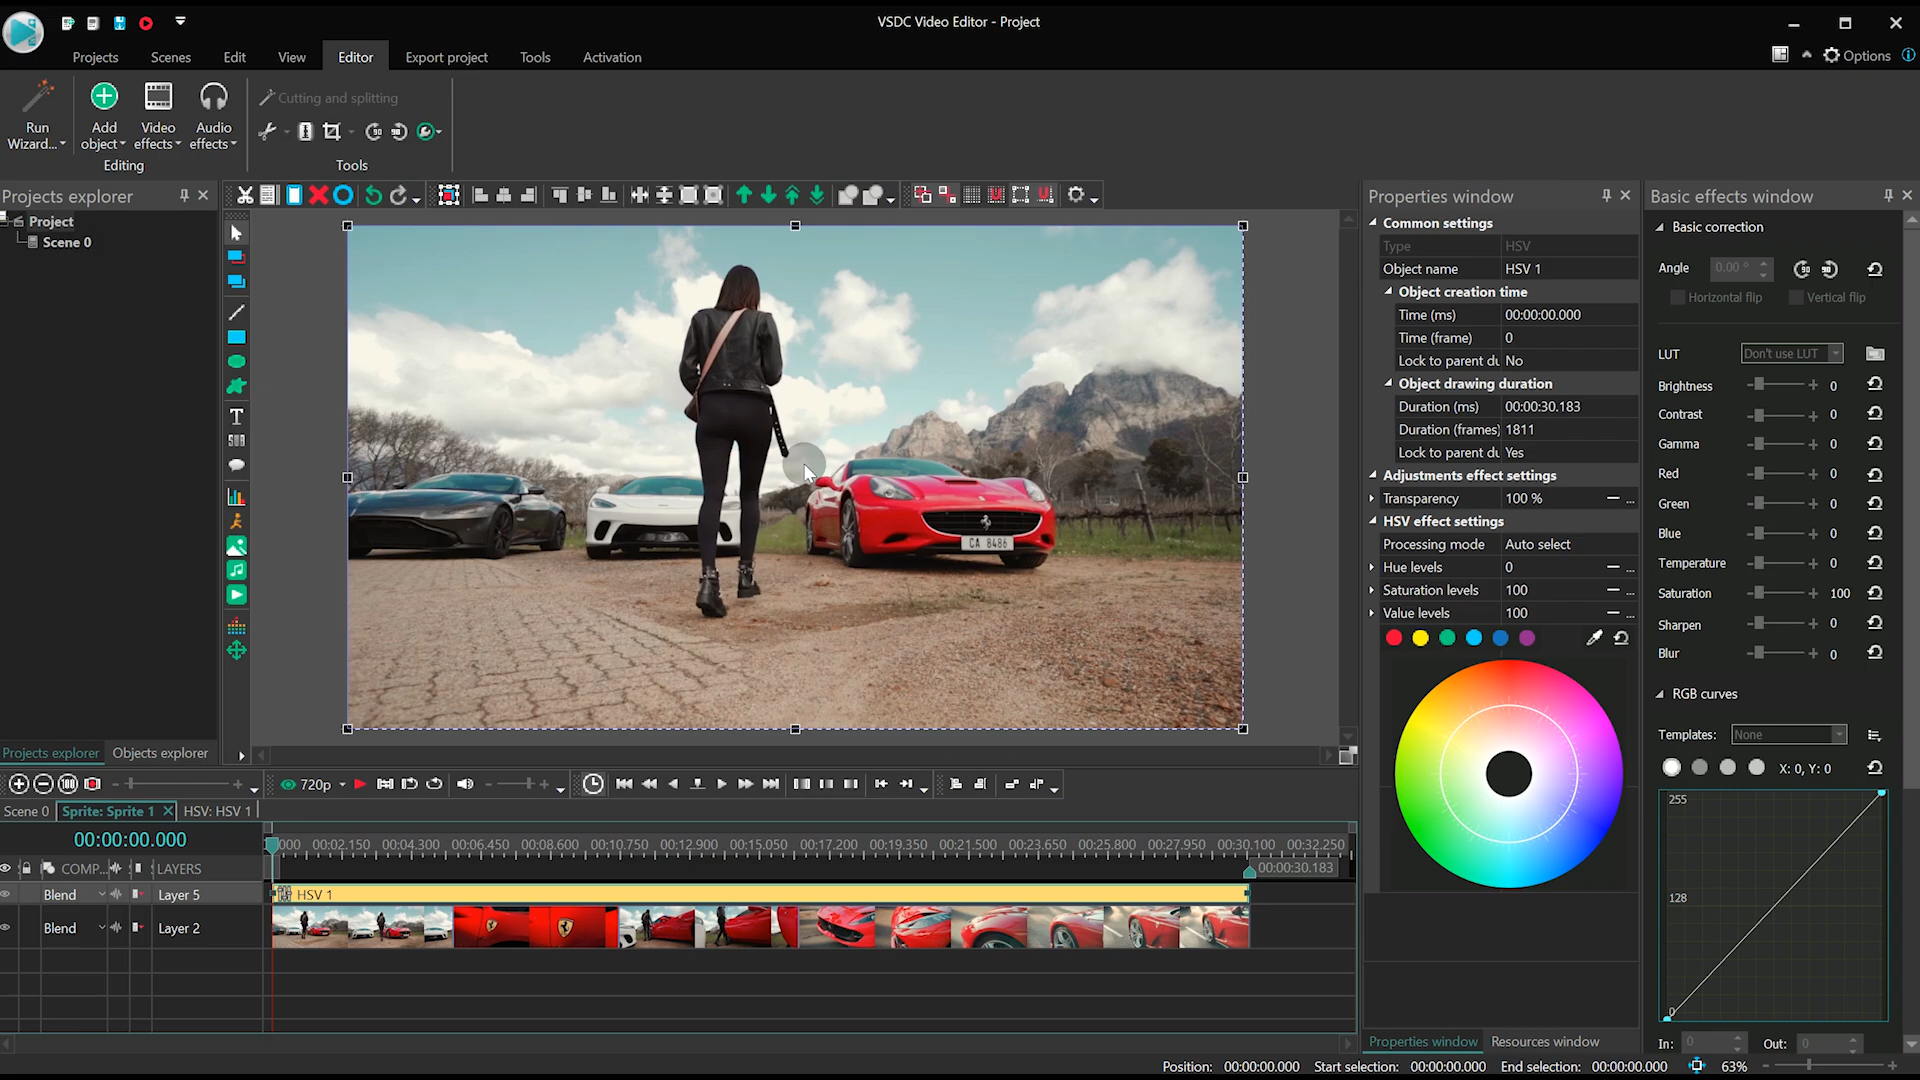 VSDC Video Editor - Project
Projects Scenes Edit View Editor Export project Tools Activation
Options
Run Wizard...
Add object
Video effects
Audio effects
Cutting and splitting
Editing
Tools
Projects explorer
Project
Scene 0
Projects explorer
Objects explorer
CA 8486
Properties window
Common settings
Type HSV
Object name HSV 1
Object creation time
Time (ms) 00:00:00.000
Time (frame) 0
Lock to parent du No
Object drawing duration
Duration (ms) 00:00:30.183
Duration (frames) 1811
Lock to parent du Yes
Adjustments effect settings
Transparency 100 % ...
HSV effect settings
Processing mode Auto select
Hue levels 0 ...
Saturation levels 100 ...
Value levels 100 ...
Properties window
Resources window
Basic effects window
Basic correction
Angle 0.00 °
Horizontal flip Vertical flip
LUT Don't use LUT
Brightness 0
Contrast 0
Gamma 0
Red 0
Green 0
Blue 0
Temperature 0
Saturation 100
Sharpen 0
Blur 0
RGB curves
Templates: None
X: 0, Y: 0
255
128
0
In: 0 Out: 0
720p
Scene 0 Sprite: Sprite 1 HSV: HSV 1
00:00:00.000
000 00:02.150 00:04.300 00:06.450 00:08.600 00:10.750 00:12.900 00:15.050 00:17.200 00:19.350 00:21.500 00:23.650 00:25.800 00:27.950 00:30.100 00:32.250
00:00:30.183
COMP... LAYERS
Blend Layer 5
HSV 1
Blend Layer 2
Position: 00:00:00.000 Start selection: 00:00:00.000 End selection: 00:00:00.000 63%